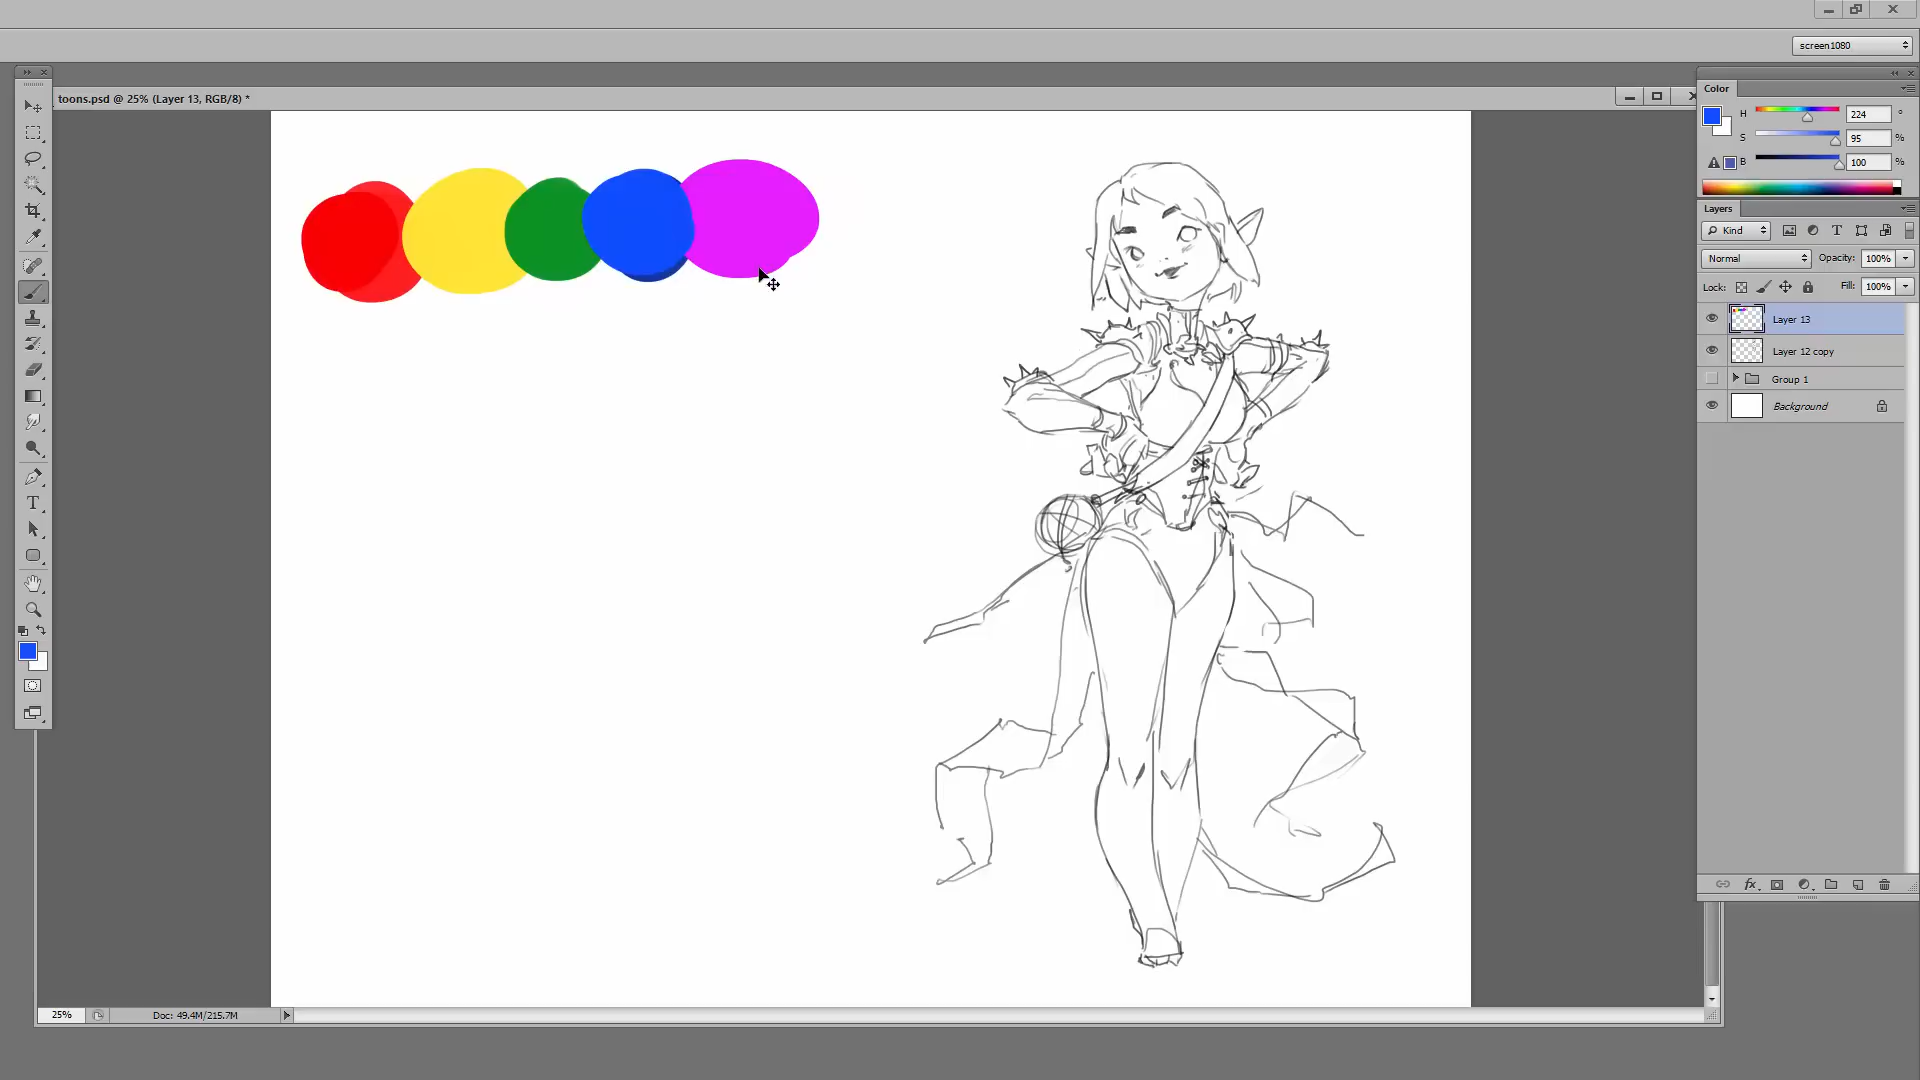 screen1080
toons.psd @ 25% (Layer 13, RGB/8) *
Color
H 224 °
S 95 %
B 100 %
Layers
Kind
Normal Opacity: 100%
Lock: Fill: 100%
Layer 13
Layer 12 copy
Group 1
Background
T
fx
25% Doc: 49.4M/215.7M